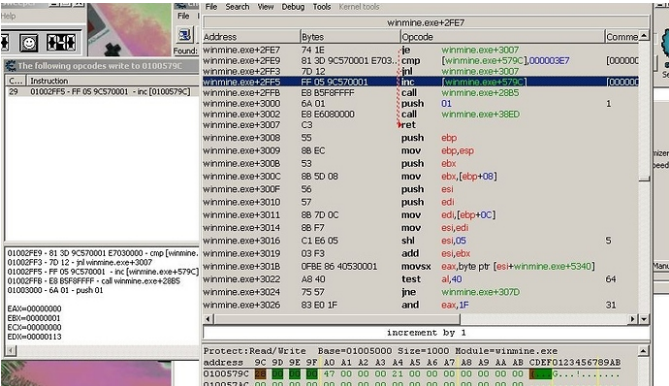 File Search View Debug Tools Kernel tools
winmine.exe+2FE7
Address Bytes Opcode Comme
winmine.exe+2FE7 74 1E je winmine.exe+3007
winmine.exe+2FE9 81 3D 9C570001 E703... cmp [winmine.exe+579C],000003E7 [000000
winmine.exe+2FF3 7D 12 jnl winmine.exe+3007
winmine.exe+2FF5 FF 05 9C570001 inc [winmine.exe+579C] [000000
winmine.exe+2FFB E8 B5F8FFFF call winmine.exe+28B5
winmine.exe+3000 6A 01 push 01 1
winmine.exe+3002 E8 E6080000 call winmine.exe+38ED
winmine.exe+3007 C3 ret
winmine.exe+3008 55 push ebp
winmine.exe+3009 8B EC mov ebp,esp
winmine.exe+300B 53 push ebx
winmine.exe+300C 8B 5D 08 mov ebx,[ebp+08]
winmine.exe+300F 56 push esi
winmine.exe+3010 57 push edi
winmine.exe+3011 8B 7D 0C mov edi,[ebp+0C]
winmine.exe+3014 8B F7 mov esi,edi
winmine.exe+3016 C1 E6 05 shl esi,05 5
winmine.exe+3019 03 F3 add esi,ebx
winmine.exe+301B 0FBE 86 40530001 movsx eax,byte ptr [esi+winmine.exe+5340]
winmine.exe+3022 A8 40 test al,40 64
winmine.exe+3024 75 57 jne winmine.exe+307D
winmine.exe+3026 83 E0 1F and eax,1F 31
increment by 1
Protect:Read/Write Base=01005000 Size=1000 Module=winmine.exe
address 9C 9D 9E 9F A0 A1 A2 A3 A4 A5 A6 A7 A8 A9 AA AB CDEF0123456789AB
0100579C
File
Found:
The following opcodes write to 0100579C
C... Instruction
29 01002FF5 - FF 05 9C570001 - inc [0100579C]
01002FE9 - 81 3D 9C570001 E7030000 - cmp [winmine.
01002FF3 - 7D 12 - jnl winmine.exe+3007
01002FF5 - FF 05 9C570001 - inc [winmine.exe+579C]
01002FFB - E8 B5F8FFFF - call winmine.exe+28B5
01003000 - 6A 01 - push 01
EAX=00000000
EBX=00000001
ECX=00000000
EDX=00000113